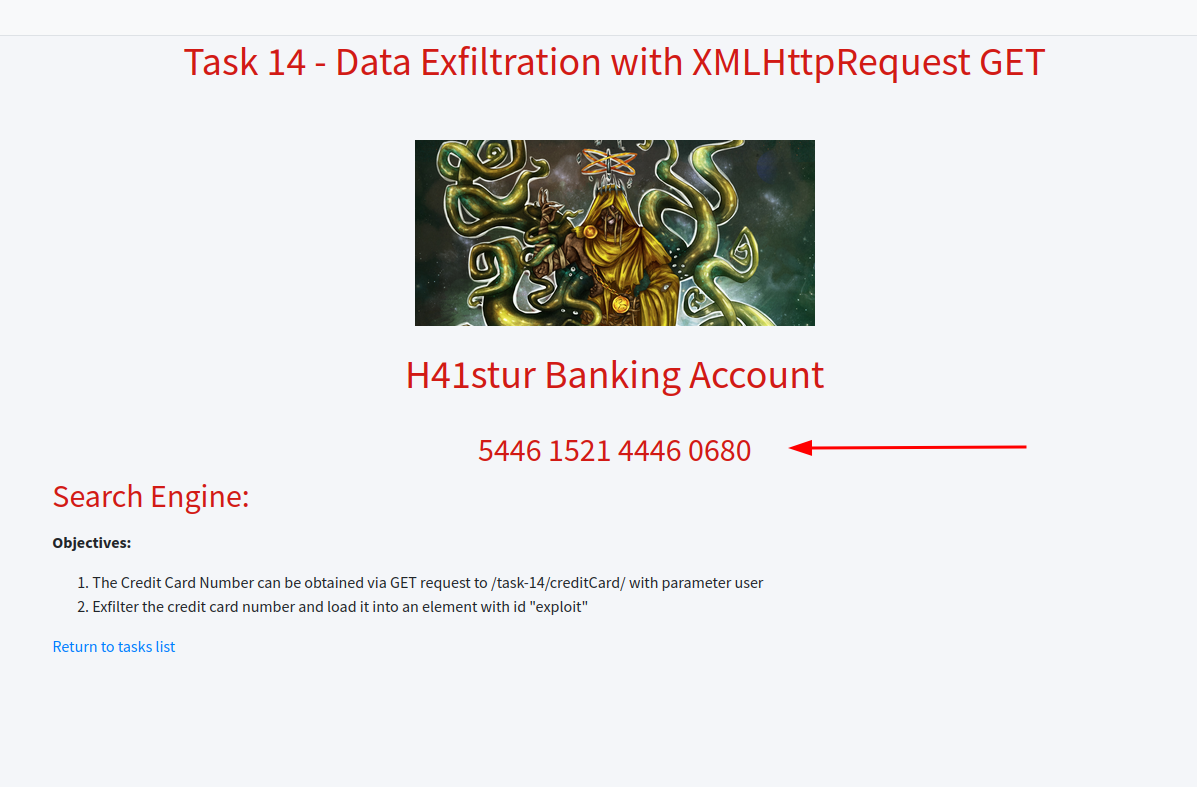 Task 14 - Data Exfiltration with XMLHttpRequest GET
H41stur Banking Account
5446 1521 4446 0680
Search Engine:
Objectives:
1. The Credit Card Number can be obtained via GET request to /task-14/creditCard/ with parameter user
2. Exfilter the credit card number and load it into an element with id "exploit"
Return to tasks list